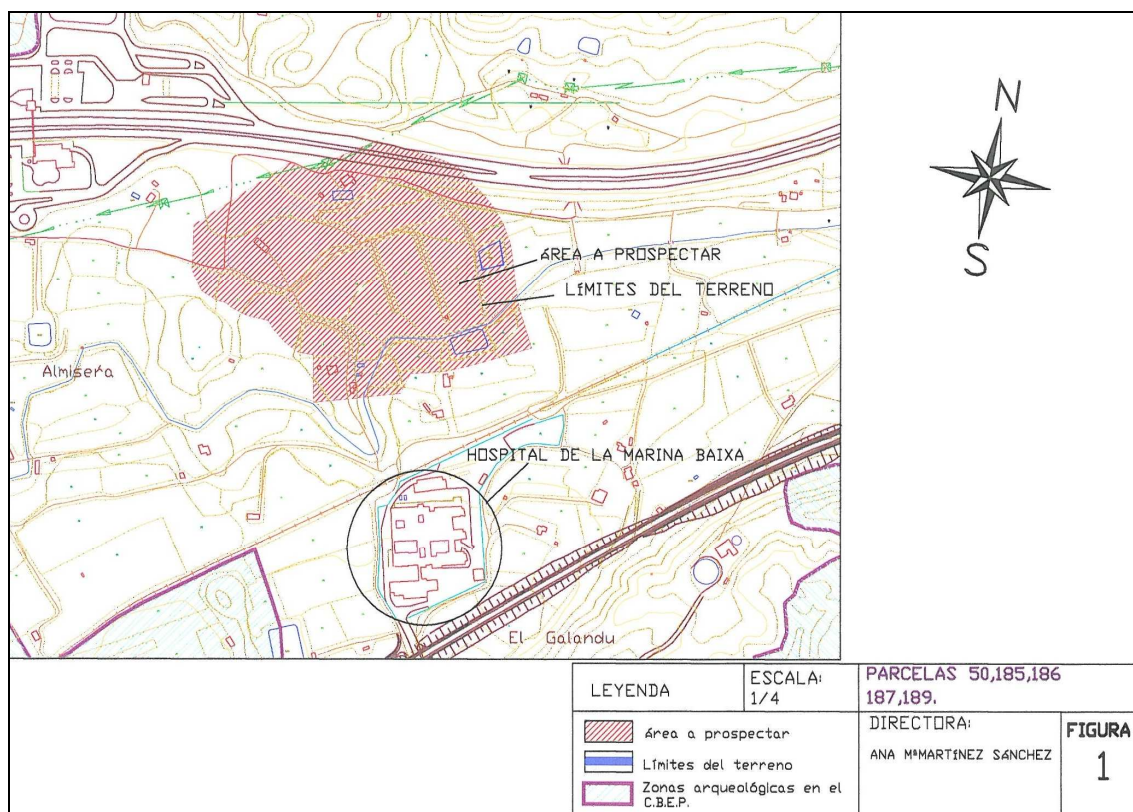 N
S
ÁREA A PROSPECTAR
LÍMITES DEL TERRENO
Almisera
HOSPITAL DE LA MARINA BAIXA
El Galandu
LEYENDA
ESCALA:
1/4
PARCELAS 50,185,186
187,189.
área a prospectar
Límites del terreno
Zonas arqueológicas en el
C.B.E.P.
DIRECTORA:
ANA MªMARTÍNEZ SÁNCHEZ
FIGURA
1